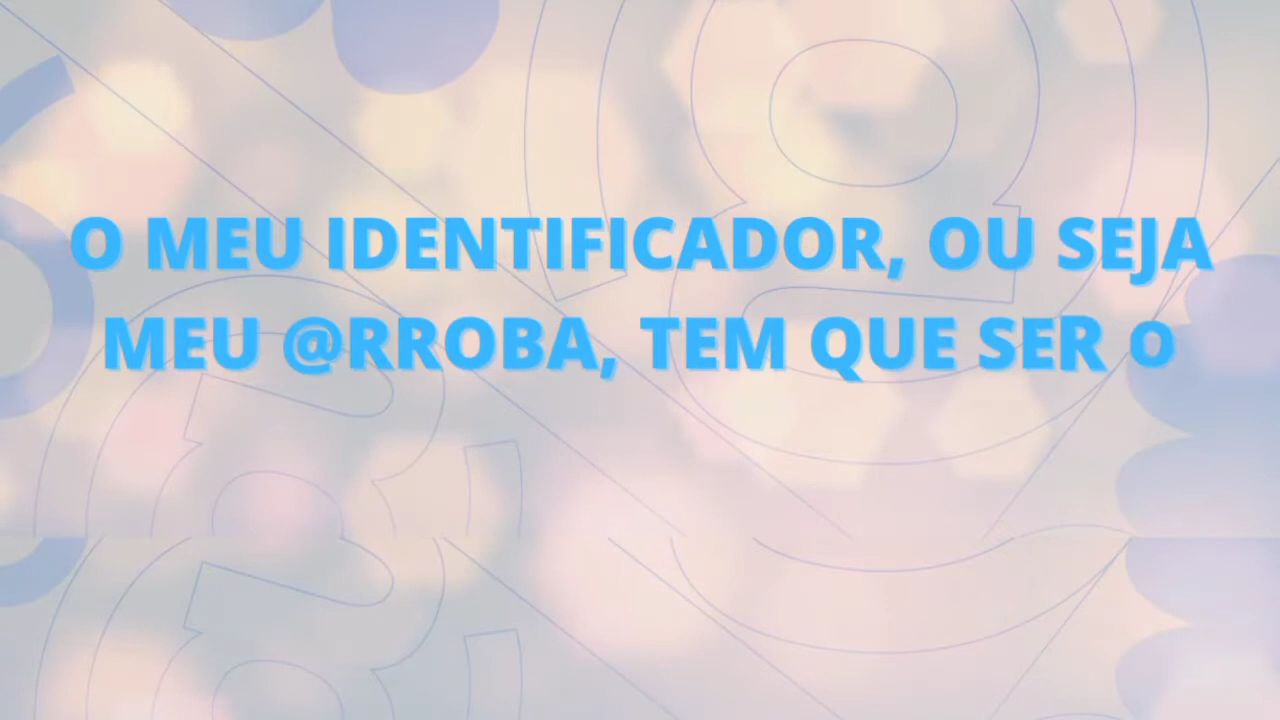 O MEU IDENTIFICADOR, OU SEJA
MEU @RROBA, TEM QUE SER O